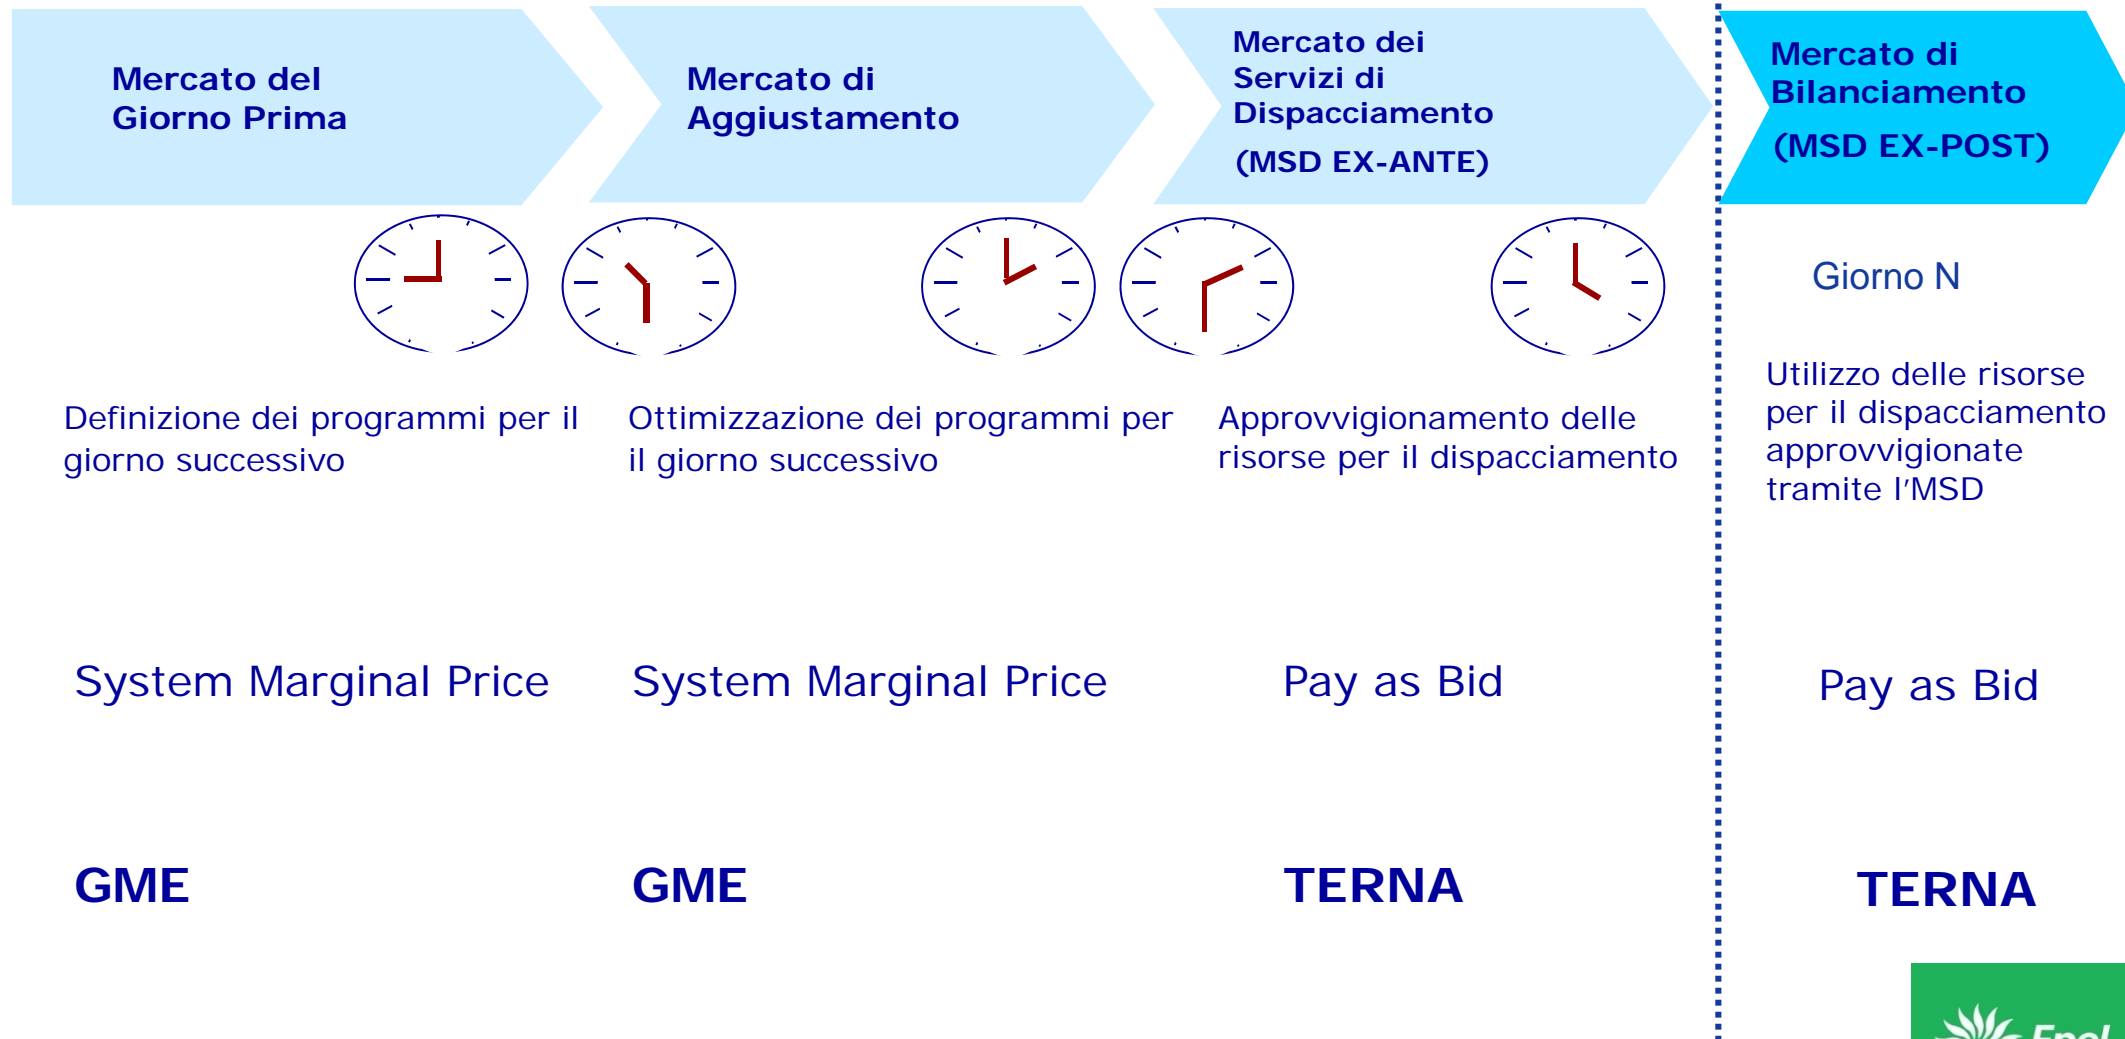 Mercato del
Giorno Prima
Mercato di
Aggiustamento
Mercato dei
Servizi di
Dispacciamento
(MSD EX-ANTE)
Mercato di
Bilanciamento
(MSD EX-POST)
Giorno N
Definizione dei programmi per il
giorno successivo
Ottimizzazione dei programmi per
il giorno successivo
Approvvigionamento delle
risorse per il dispacciamento
Utilizzo delle risorse
per il dispacciamento
approvvigionate
tramite l’MSD
System Marginal Price
System Marginal Price
Pay as Bid
Pay as Bid
GME
GME
TERNA
TERNA
Enel